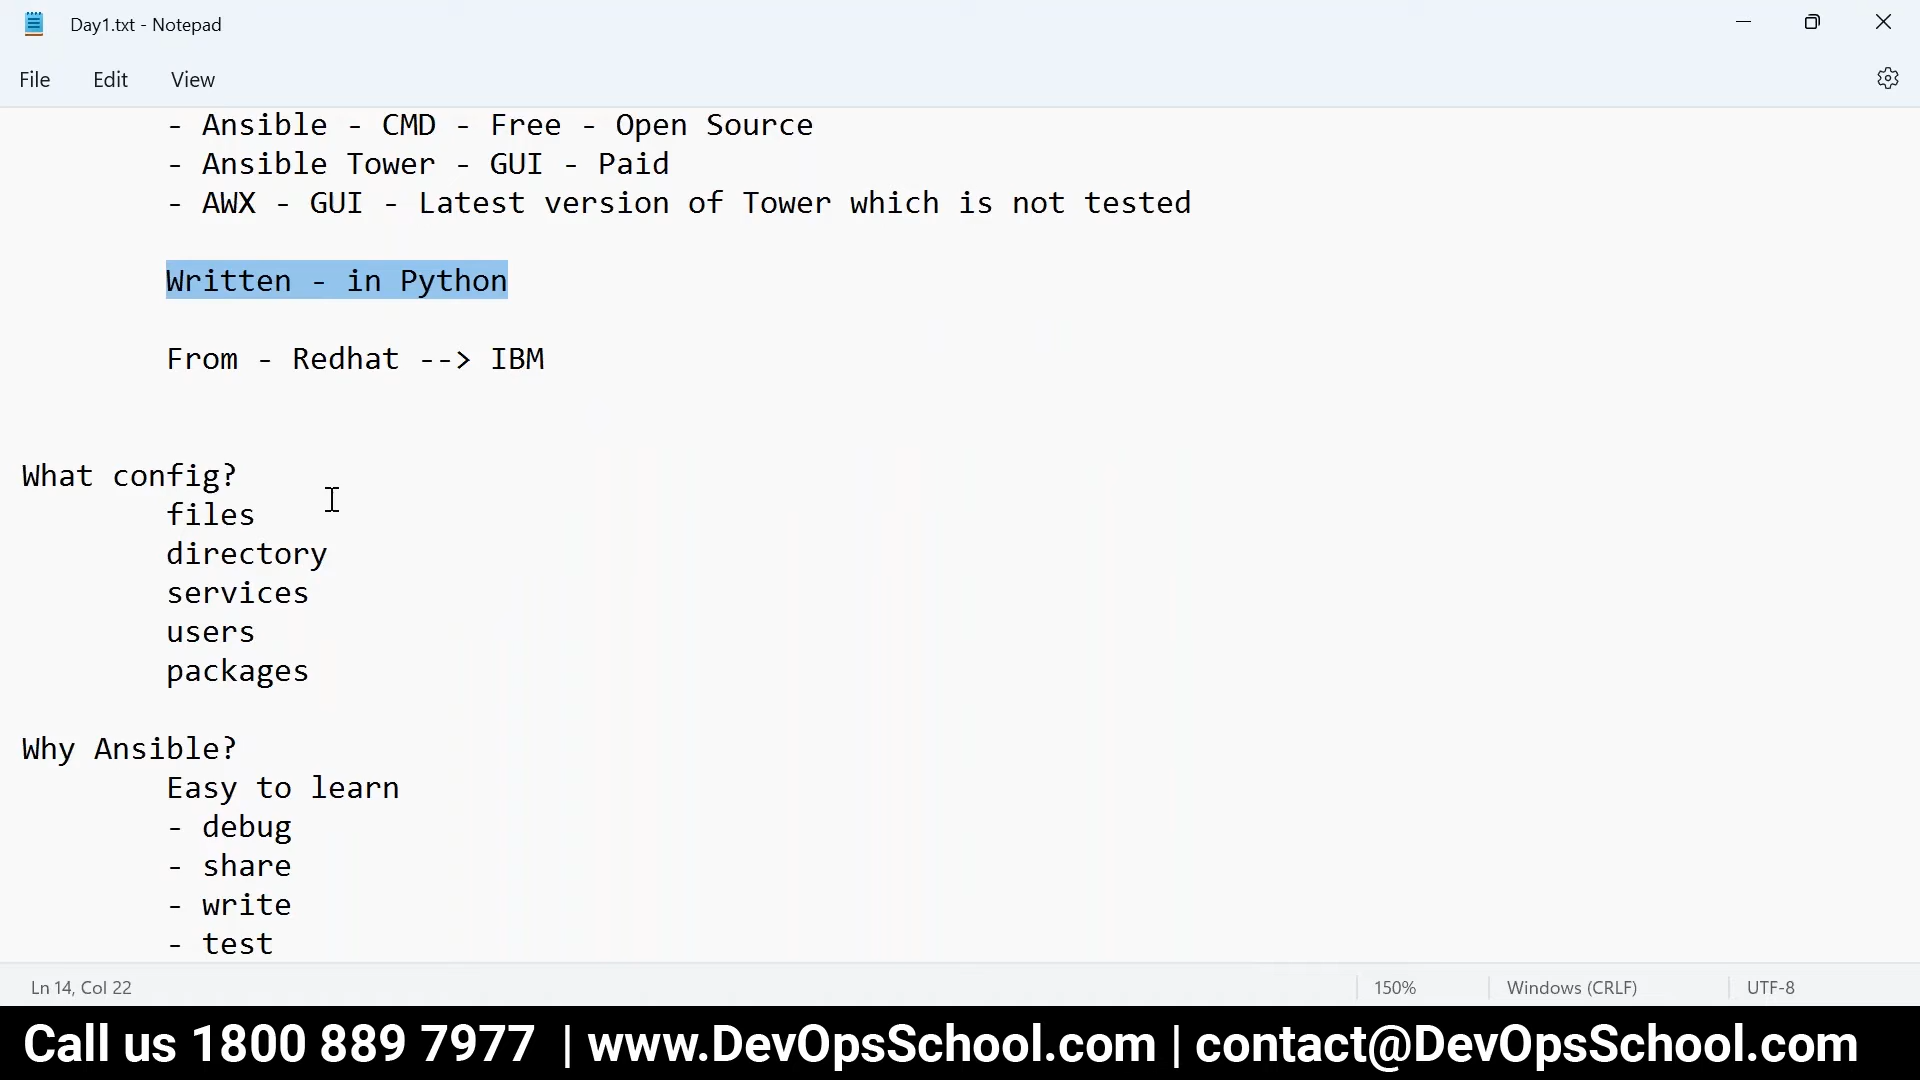 Day1.txt - Notepad
File Edit View
- Ansible - CMD - Free - Open Source
- Ansible Tower - GUI - Paid
- AWX - GUI - Latest version of Tower which is not tested
Written - in Python
From - Redhat --> IBM
What config?
files
directory
services
users
packages
Why Ansible?
Easy to learn
- debug
- share
- write
- test
Ln 14, Col 22 150% Windows (CRLF) UTF-8
Call us 1800 889 7977 | www.DevOpsSchool.com | contact@DevOpsSchool.com